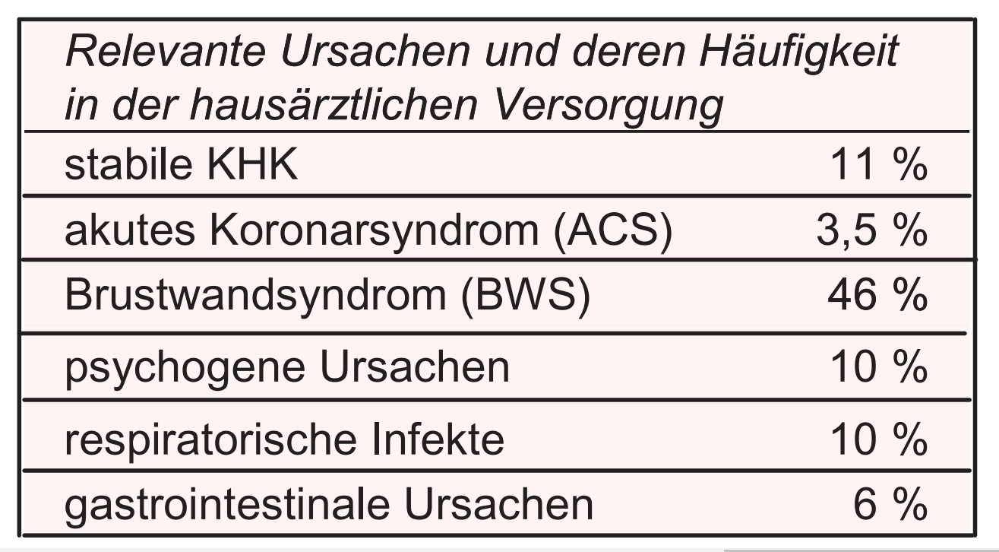 Relevante Ursachen und deren Häufigkeit
in der hausärztlichen Versorgung
stabile KHK 11 %
akutes Koronarsyndrom (ACS) 3,5 %
Brustwandsyndrom (BWS) 46 %
psychogene Ursachen 10 %
respiratorische Infekte 10 %
gastrointestinale Ursachen 6 %